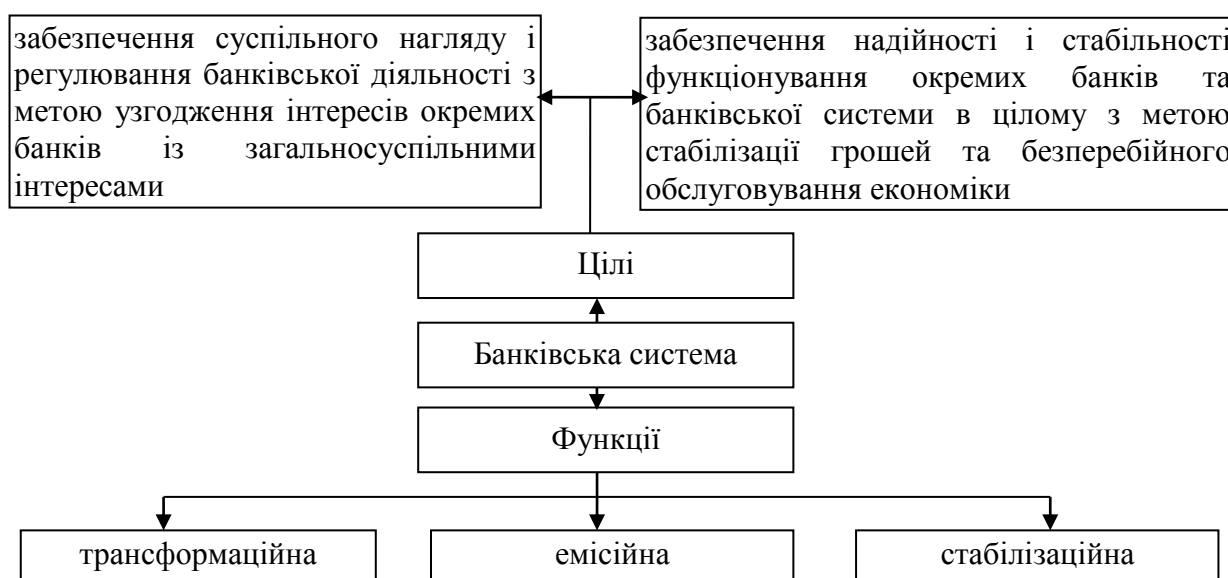 забезпечення суспільного нагляду і
регулювання банківської діяльності з
метою узгодження інтересів окремих
банків із загальносуспільними
інтересами
забезпечення надійності і стабільності
функціонування окремих банків та
банківської системи в цілому з метою
стабілізації грошей та безперебійного
обслуговування економіки
Цілі
Банківська система
Функції
трансформаційна
емісійна
стабілізаційна